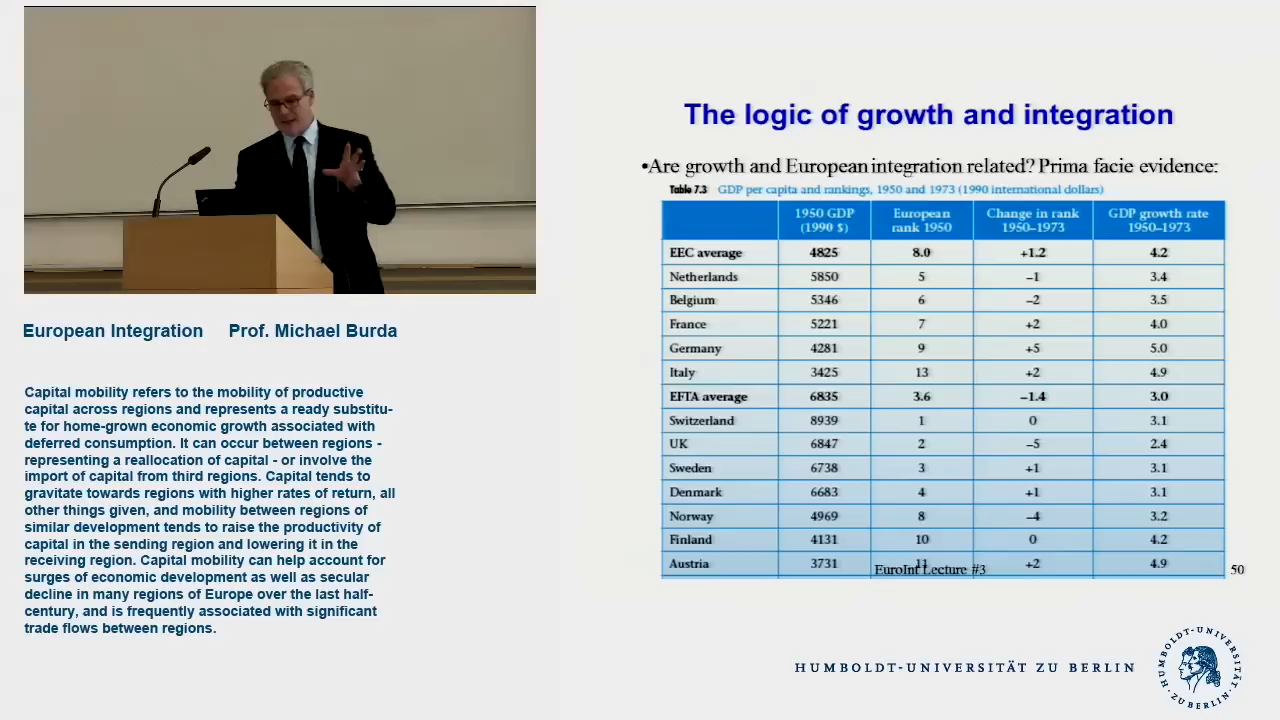 The logic of growth and integration
•Are growth and European integration related? Prima facie evidence:
Table 7.3 GDP per capita and rankings, 1950 and 1973 (1990 international dollars)
1950 GDP (1990 $) European rank 1950 Change in rank 1950–1973 GDP growth rate 1950–1973
EEC average 4825 8.0 +1.2 4.2
Netherlands 5850 5 –1 3.4
Belgium 5346 6 –2 3.5
France 5221 7 +2 4.0
Germany 4281 9 +5 5.0
Italy 3425 13 +2 4.9
EFTA average 6835 3.6 –1.4 3.0
Switzerland 8939 1 0 3.1
UK 6847 2 –5 2.4
Sweden 6738 3 +1 3.1
Denmark 6683 4 +1 3.1
Norway 4969 8 –4 3.2
Finland 4131 10 0 4.2
Austria 3731 11 +2 4.9
EuroInt Lecture #3 50
European Integration Prof. Michael Burda
Capital mobility refers to the mobility of productive
capital across regions and represents a ready substitu-
te for home-grown economic growth associated with
deferred consumption. It can occur between regions -
representing a reallocation of capital - or involve the
import of capital from third regions. Capital tends to
gravitate towards regions with higher rates of return, all
other things given, and mobility between regions of
similar development tends to raise the productivity of
capital in the sending region and lowering it in the
receiving region. Capital mobility can help account for
surges of economic development as well as secular
decline in many regions of Europe over the last half-
century, and is frequently associated with significant
trade flows between regions.
HUMBOLDT-UNIVERSITÄT ZU BERLIN
HUMBOLDT-UNIVERSITÄT
·ZU BERLIN·